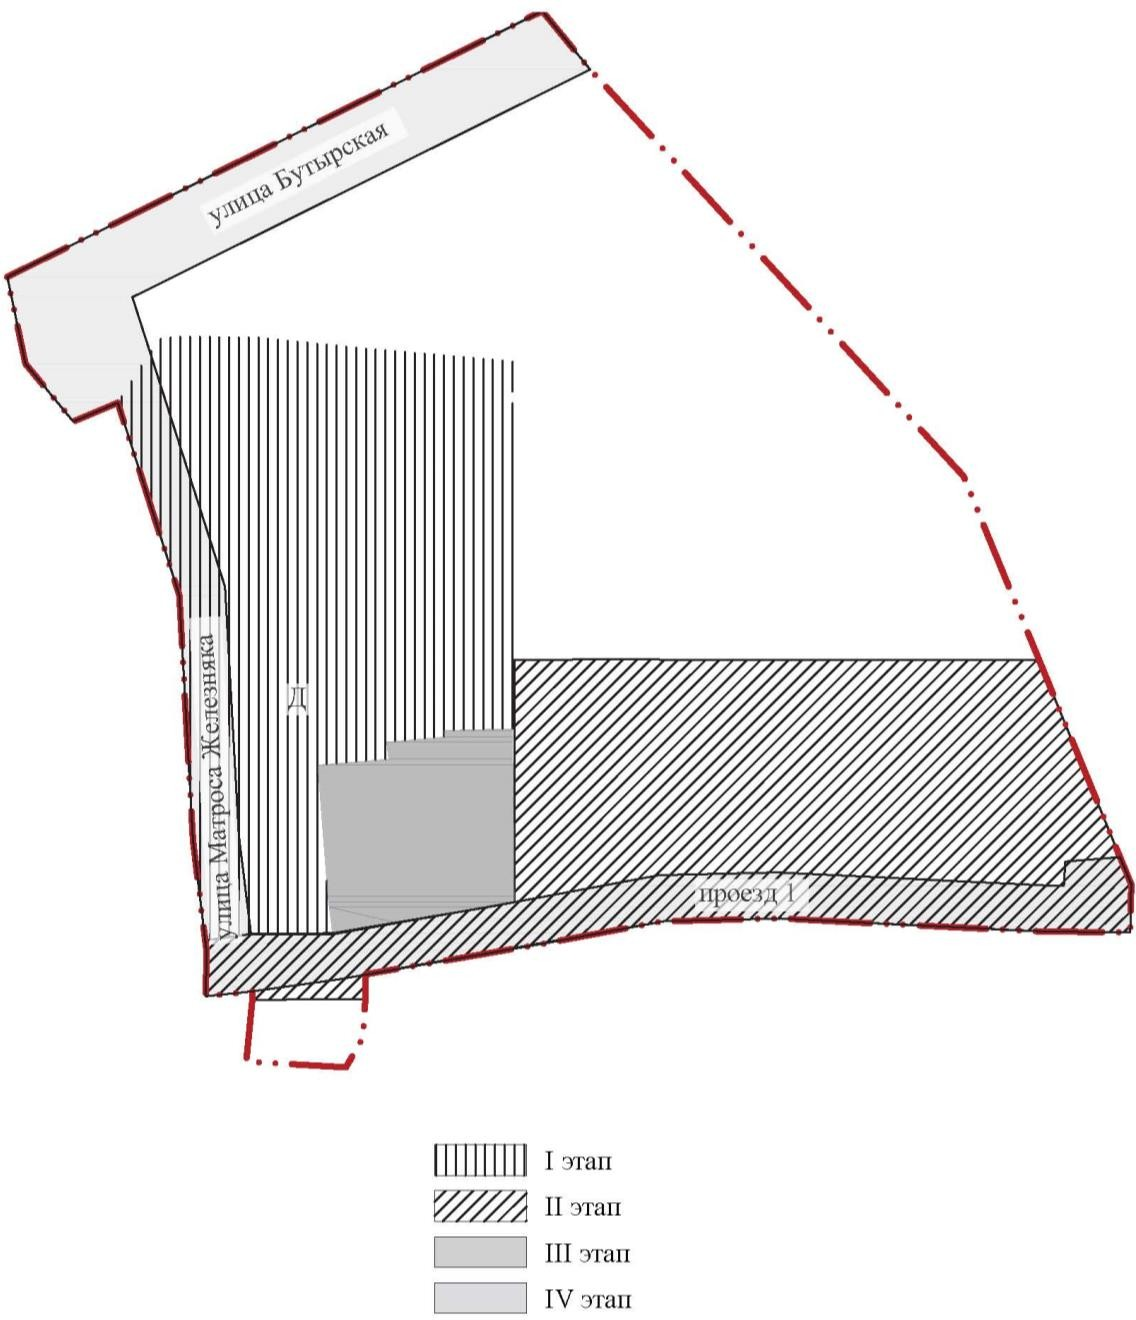 улица Бутырская
улица Матроса Железняка
Д
проезд 1
I этап
II этап
III этап
IV этап